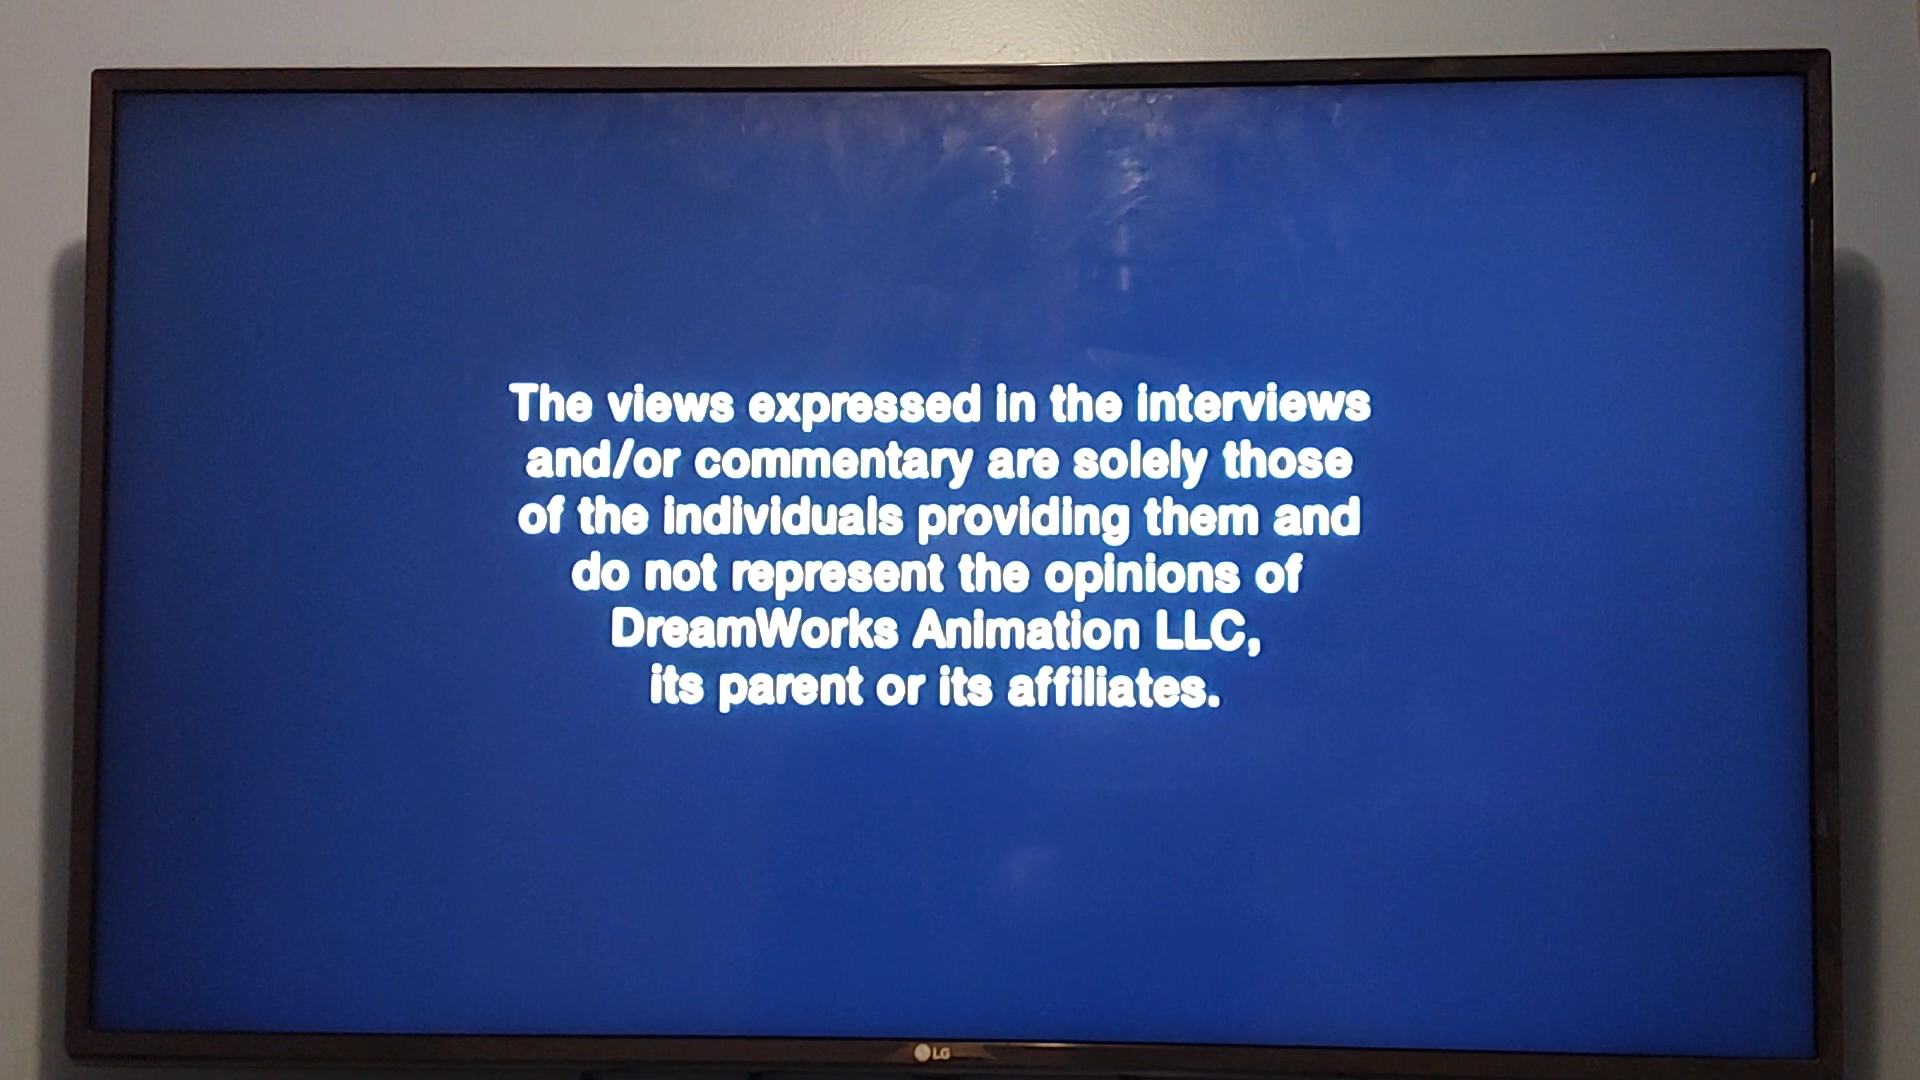 The views expressed in the interviews
and/or commentary are solely those
of the individuals providing them and
do not represent the opinions of
DreamWorks Animation LLC,
its parent or its affiliates.
LG